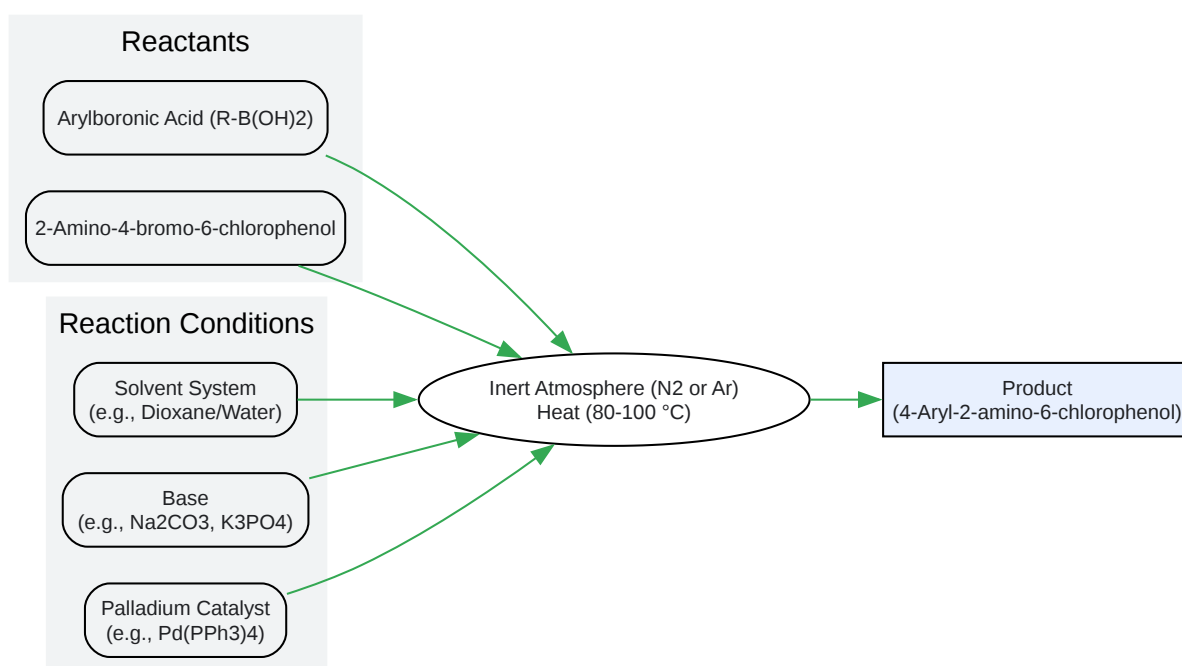 Reactants
Arylboronic Acid (R-B(OH)2)
2-Amino-4-bromo-6-chlorophenol
Reaction Conditions
Solvent System
(e.g., Dioxane/Water)
Base
(e.g., Na2CO3, K3PO4)
Palladium Catalyst
(e.g., Pd(PPh3)4)
Inert Atmosphere (N2 or Ar)
Heat (80-100 °C)
Product
(4-Aryl-2-amino-6-chlorophenol)